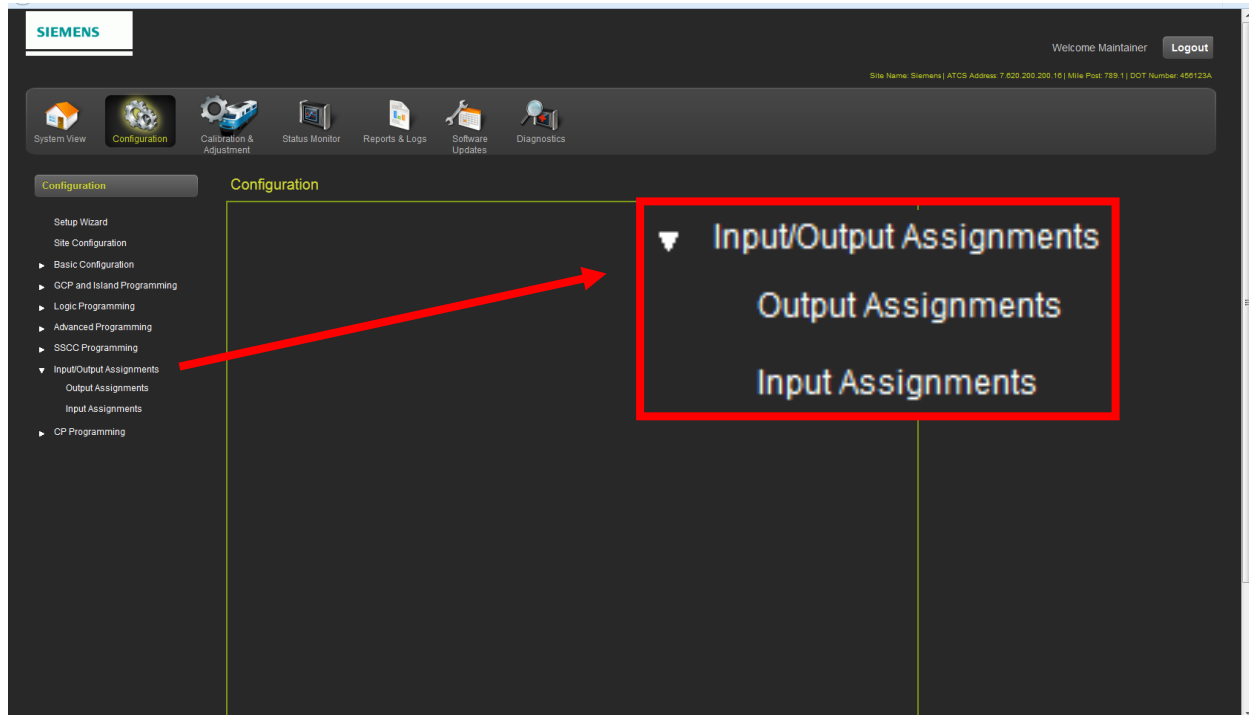 SIEMENS
Welcome Maintainer
Logout
Site Name: Siemens | ATCS Address: 7.620.200.200.16 | Mile Post: 789.1 | DOT Number: 456123A
System View
Configuration
Calibration &
Adjustment
Status Monitor
Reports & Logs
Software
Updates
Diagnostics
Configuration
Setup Wizard
Site Configuration
Basic Configuration
GCP and Island Programming
Logic Programming
Advanced Programming
SSCC Programming
Input/Output Assignments
Output Assignments
Input Assignments
CP Programming
Configuration
Input/Output Assignments
Output Assignments
Input Assignments